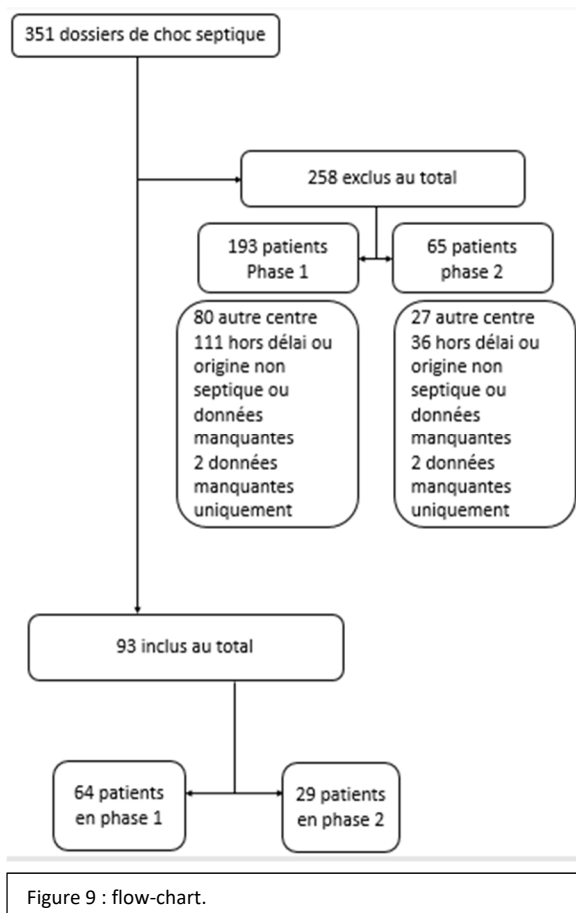 351 dossiers de choc septique
258 exclus au total
193 patients
Phase 1
65 patients
phase 2
80 autre centre
111 hors délai ou
origine non
septique ou
données
manquantes
2 données
manquantes
uniquement
27 autre centre
36 hors délai ou
origine non
septique ou
données
manquantes
2 données
manquantes
uniquement
93 inclus au total
64 patients
en phase 1
29 patients
en phase 2
Figure 9 : flow-chart.